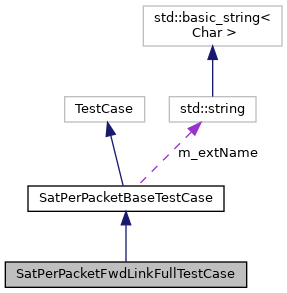 std::basic_string<
Char >
TestCase
std::string
m_extName
SatPerPacketBaseTestCase
SatPerPacketFwdLinkFullTestCase